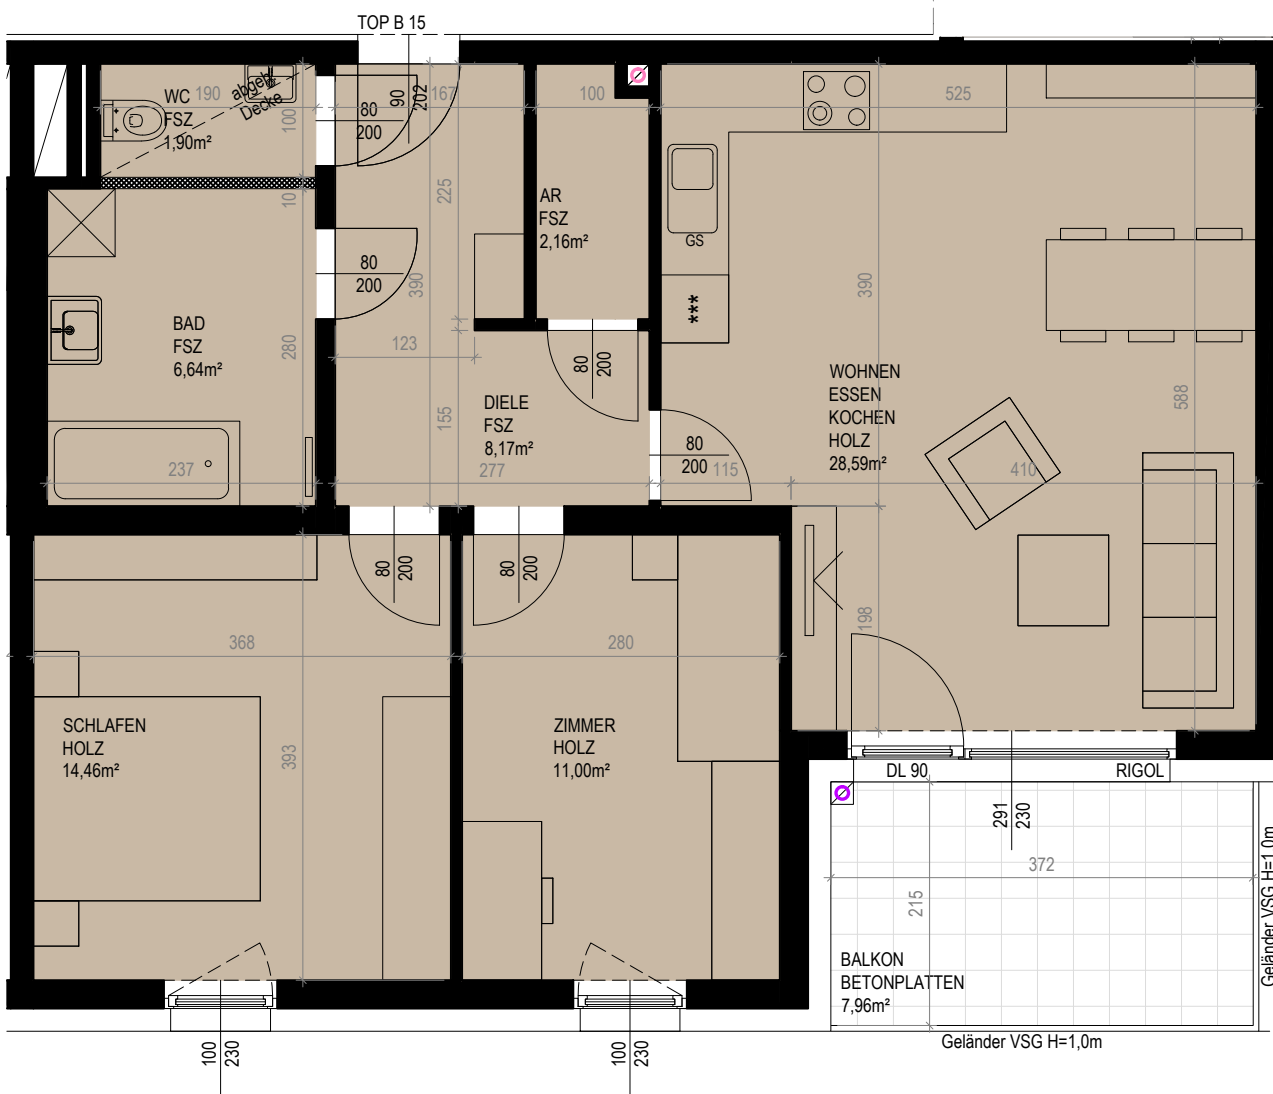 TOP B 15
90
202
190
WC
FSZ
1,90m²
abgeh.
Decke
100
80
200
167
100
525
10
225
AR
FSZ
2,16m²
GS
***
80
200
390
390
BAD
FSZ
6,64m²
280
123
80
200
155
DIELE
FSZ
8,17m²
WOHNEN
ESSEN
KOCHEN
HOLZ
28,59m²
588
237
277
80
200
115
410
80
200
80
200
198
368
280
SCHLAFEN
HOLZ
14,46m²
393
ZIMMER
HOLZ
11,00m²
DL 90
RIGOL
291
230
372
215
BALKON
BETONPLATTEN
7,96m²
Geländer VSG H=1,0m
Geländer VSG H=1,0m
100
230
100
230